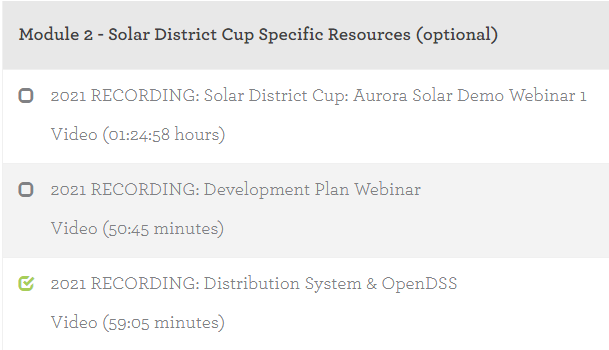 Module 2 - Solar District Cup Specific Resources (optional)
2021 RECORDING: Solar District Cup: Aurora Solar Demo Webinar 1
Video (01:24:58 hours)
2021 RECORDING: Development Plan Webinar
Video (50:45 minutes)
2021 RECORDING: Distribution System & OpenDSS
Video (59:05 minutes)